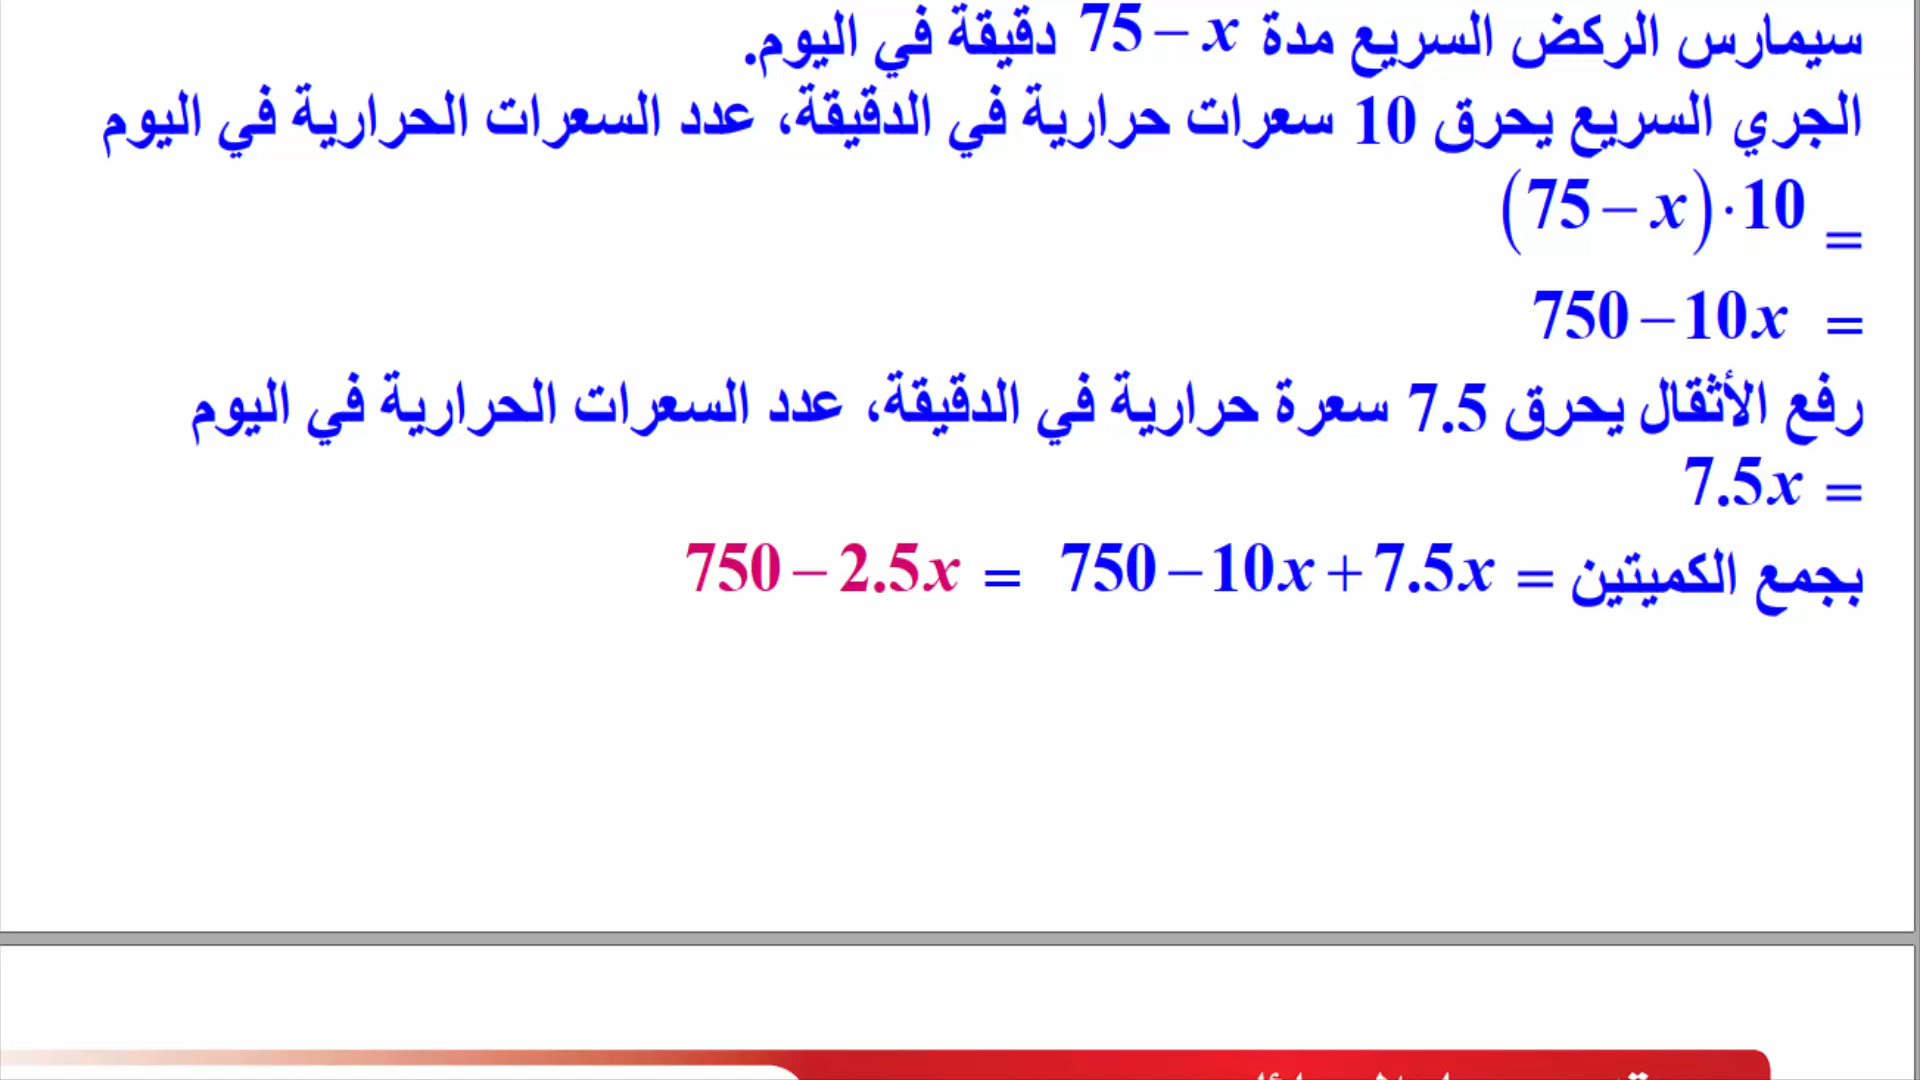 سيمارس الركض السريع مدة 75 − x دقيقة في اليوم.
الجري السريع يحرق 10 سعرات حرارية في الدقيقة، عدد السعرات الحرارية في اليوم
= (75 − x) · 10
= 750 − 10x
رفع الأثقال يحرق 7.5 سعرة حرارية في الدقيقة، عدد السعرات الحرارية في اليوم
= 7.5x
بجمع الكميتين = 750 − 10x + 7.5x = 750 − 2.5x